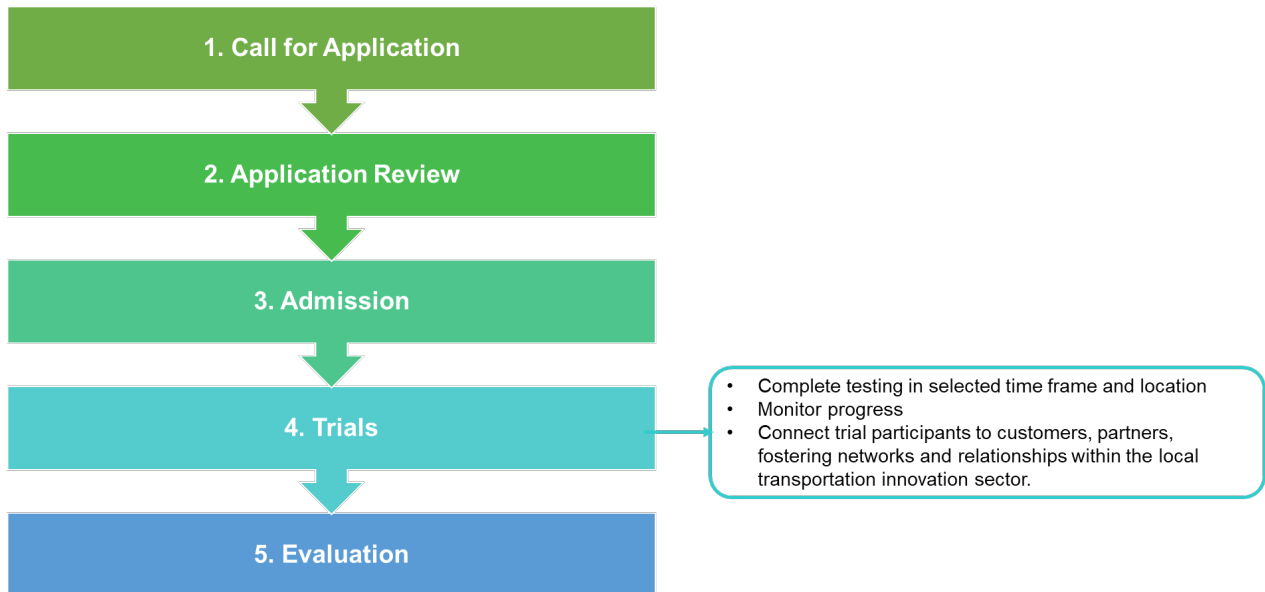 1. Call for Application
2. Application Review
3. Admission
4. Trials
• Complete testing in selected time frame and location
• Monitor progress
• Connect trial participants to customers, partners,
fostering networks and relationships within the local
transportation innovation sector.
5. Evaluation